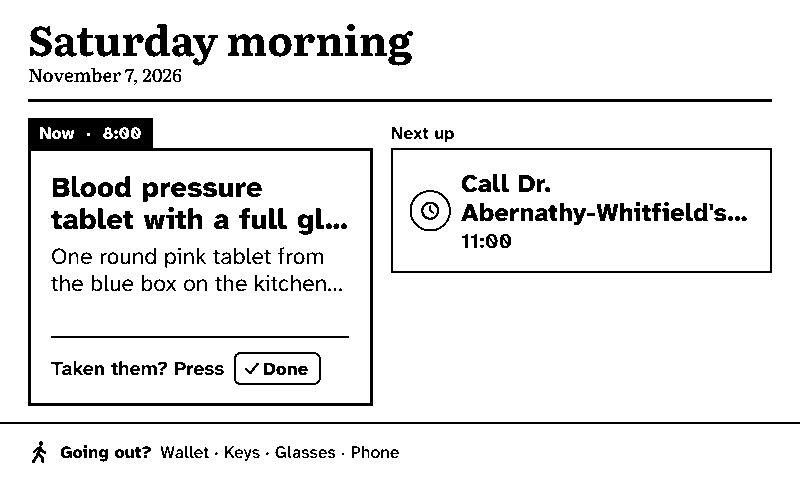 Saturday morning
November 7, 2026
Now · 8:00
Blood pressure
tablet with a full gl...
One round pink tablet from
the blue box on the kitchen...
Taken them? Press Done
Next up
Call Dr.
Abernathy-Whitfield's...
11:00
Going out? Wallet · Keys · Glasses · Phone